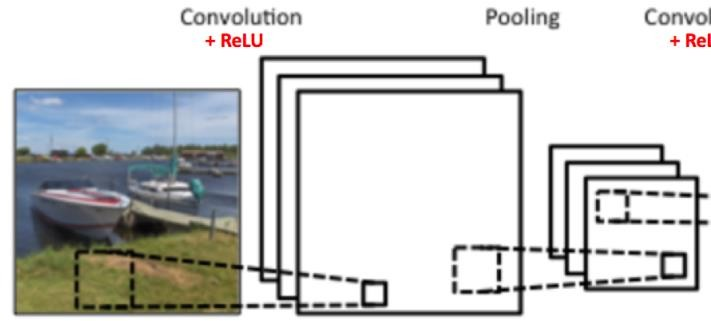 Convolution
+ ReLU
Pooling